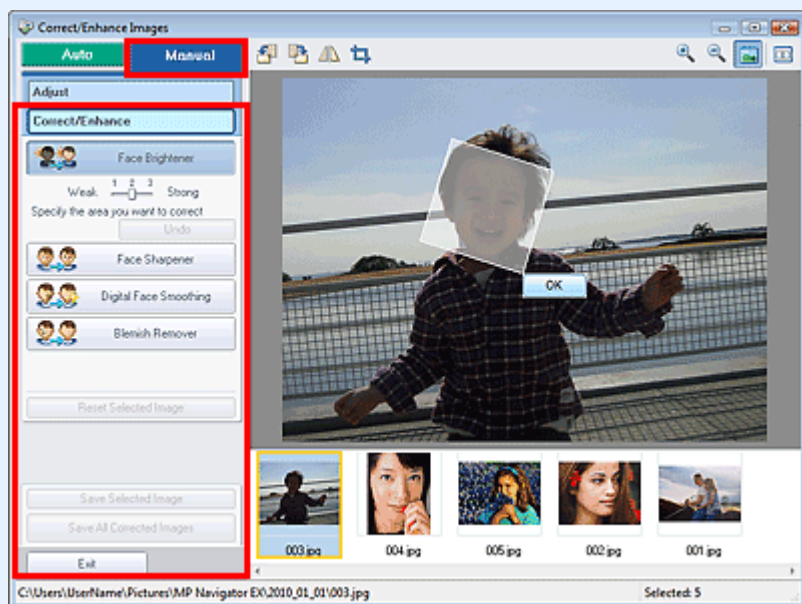 Correct/Enhance Images
Auto Manual
Adjust
Correct/Enhance
Face Brightener
1 2 3
Weak Strong
Specify the area you want to correct
Undo
Face Sharpener
Digital Face Smoothing
Blemish Remover
Reset Selected Image
Save Selected Image
Save All Corrected Images
Exit
OK
003.jpg 004.jpg 005.jpg 002.jpg 001.jpg
C:\Users\UserName\Pictures\MP Navigator EX\2010_01_01\003.jpg Selected: 5